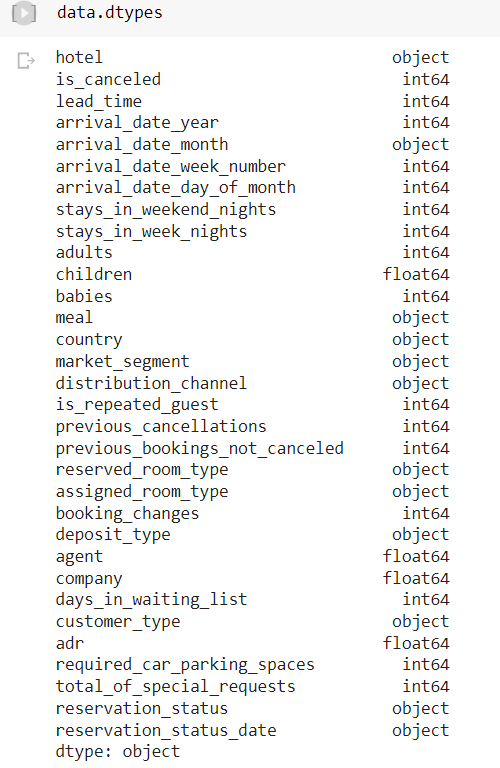 data.dtypes
hotel object
is_canceled int64
lead_time int64
arrival_date_year int64
arrival_date_month object
arrival_date_week_number int64
arrival_date_day_of_month int64
stays_in_weekend_nights int64
stays_in_week_nights int64
adults int64
children float64
babies int64
meal object
country object
market_segment object
distribution_channel object
is_repeated_guest int64
previous_cancellations int64
previous_bookings_not_canceled int64
reserved_room_type object
assigned_room_type object
booking_changes int64
deposit_type object
agent float64
company float64
days_in_waiting_list int64
customer_type object
adr float64
required_car_parking_spaces int64
total_of_special_requests int64
reservation_status object
reservation_status_date object
dtype: object